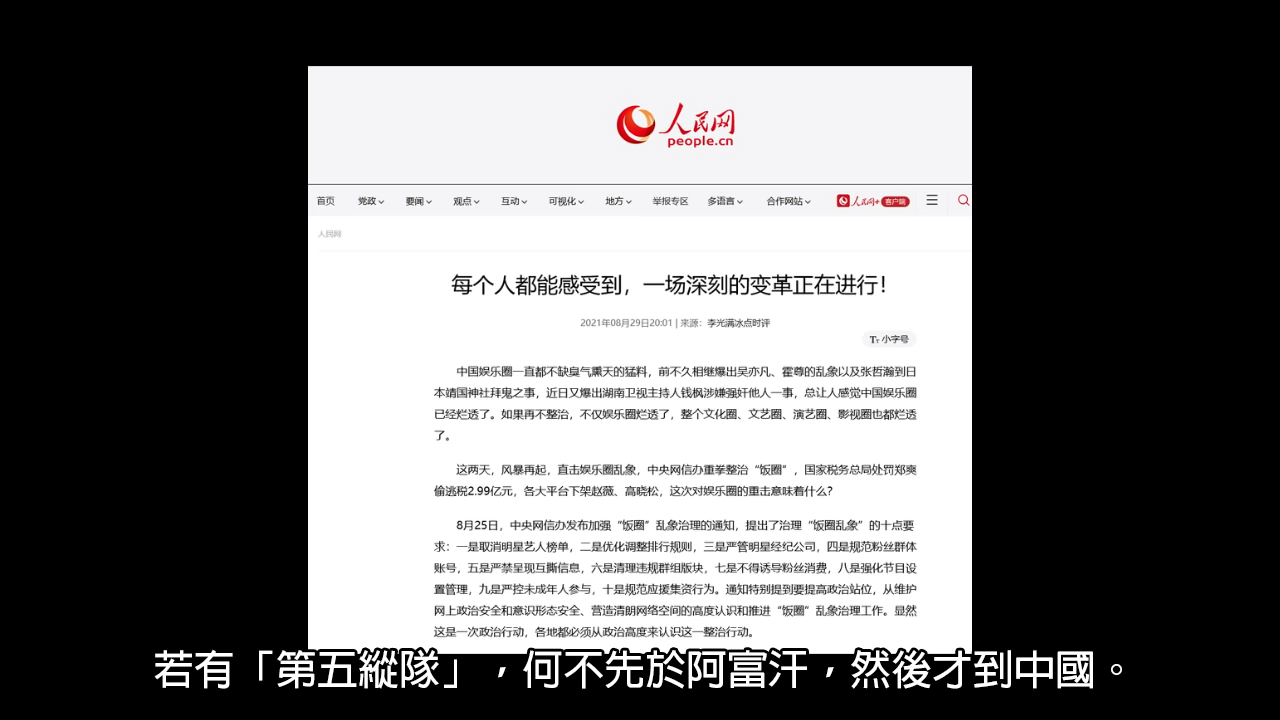 人民网
people.cn
首页 党政 要闻 观点 互动 可视化 地方 举报专区 多语言 合作网站 人民网+ 客户端
人民网
每个人都能感受到，一场深刻的变革正在进行！
2021年08月29日20:01 | 来源：李光满冰点时评
TT 小字号
中国娱乐圈一直都不缺臭气熏天的猛料，前不久相继爆出吴亦凡、霍尊的乱象以及张哲瀚到日
本靖国神社拜鬼之事，近日又爆出湖南卫视主持人钱枫涉嫌强奸他人一事，总让人感觉中国娱乐圈
已经烂透了。如果再不整治，不仅娱乐圈烂透了，整个文化圈、文艺圈、演艺圈、影视圈也都烂透
了。
这两天，风暴再起，直击娱乐圈乱象，中央网信办重拳整治“饭圈”，国家税务总局处罚郑爽
偷逃税2.99亿元，各大平台下架赵薇、高晓松，这次对娱乐圈的重击意味着什么?
8月25日，中央网信办发布加强“饭圈”乱象治理的通知，提出了治理“饭圈乱象”的十点要
求：一是取消明星艺人榜单，二是优化调整排行规则，三是严管明星经纪公司，四是规范粉丝群体
账号，五是严禁呈现互撕信息，六是清理违规群组版块，七是不得诱导粉丝消费，八是强化节目设
置管理，九是严控未成年人参与，十是规范应援集资行为。通知特别提到要提高政治站位，从维护
网上政治安全和意识形态安全、营造清朗网络空间的高度认识和推进“饭圈”乱象治理工作。显然
这是一次政治行动，各地都必须从政治高度来认识这一整治行动。
若有「第五縱隊」，何不先於阿富汗，然後才到中國。